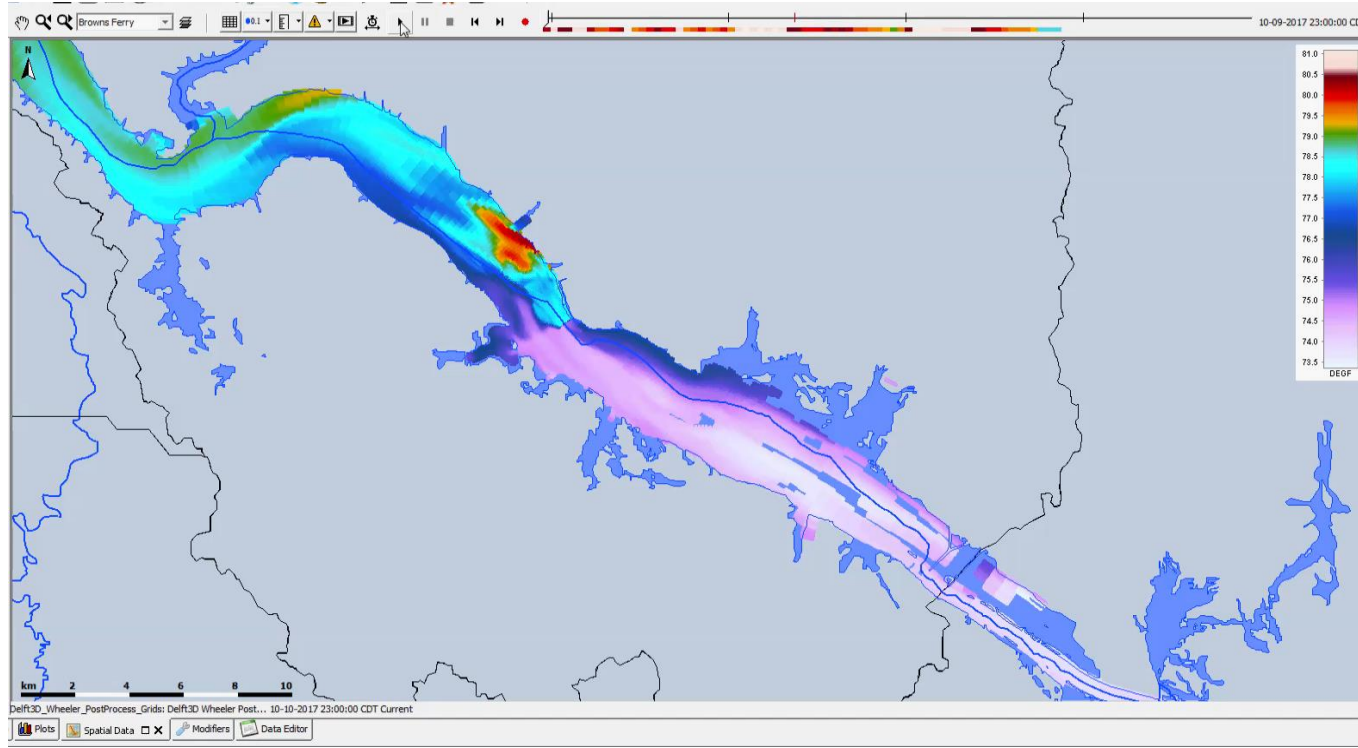 Browns Ferry
0.1
10-09-2017 23:00:00 CD
N
81.0
80.5
80.0
79.5
79.0
78.5
78.0
77.5
77.0
76.5
76.0
75.5
75.0
74.5
74.0
73.5
DEGF
km 2 4 6 8 10
Delft3D_Wheeler_PostProcess_Grids: Delft3D Wheeler Post... 10-10-2017 23:00:00 CDT Current
Plots Spatial Data Modifiers Data Editor